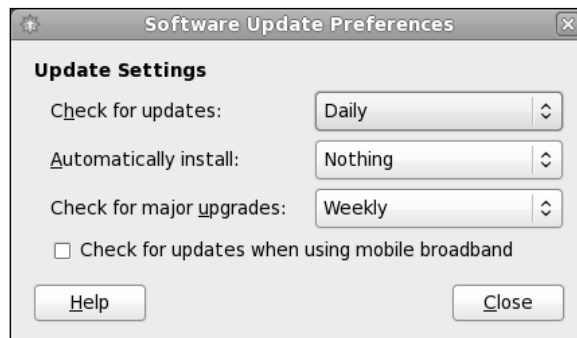 Software Update Preferences
Update Settings
Check for updates: Daily
Automatically install: Nothing
Check for major upgrades: Weekly
Check for updates when using mobile broadband
Help Close